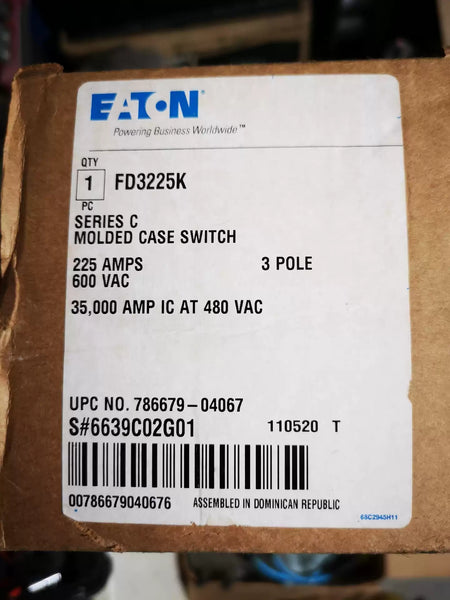 EATON
Powering Business Worldwide™
QTY
1 FD3225K
PC
SERIES C
MOLDED CASE SWITCH
225 AMPS 3 POLE
600 VAC
35,000 AMP IC AT 480 VAC
UPC NO. 786679-04067
S#6639C02G01 110520 T
00786679040676 ASSEMBLED IN DOMINICAN REPUBLIC
68C2945H11